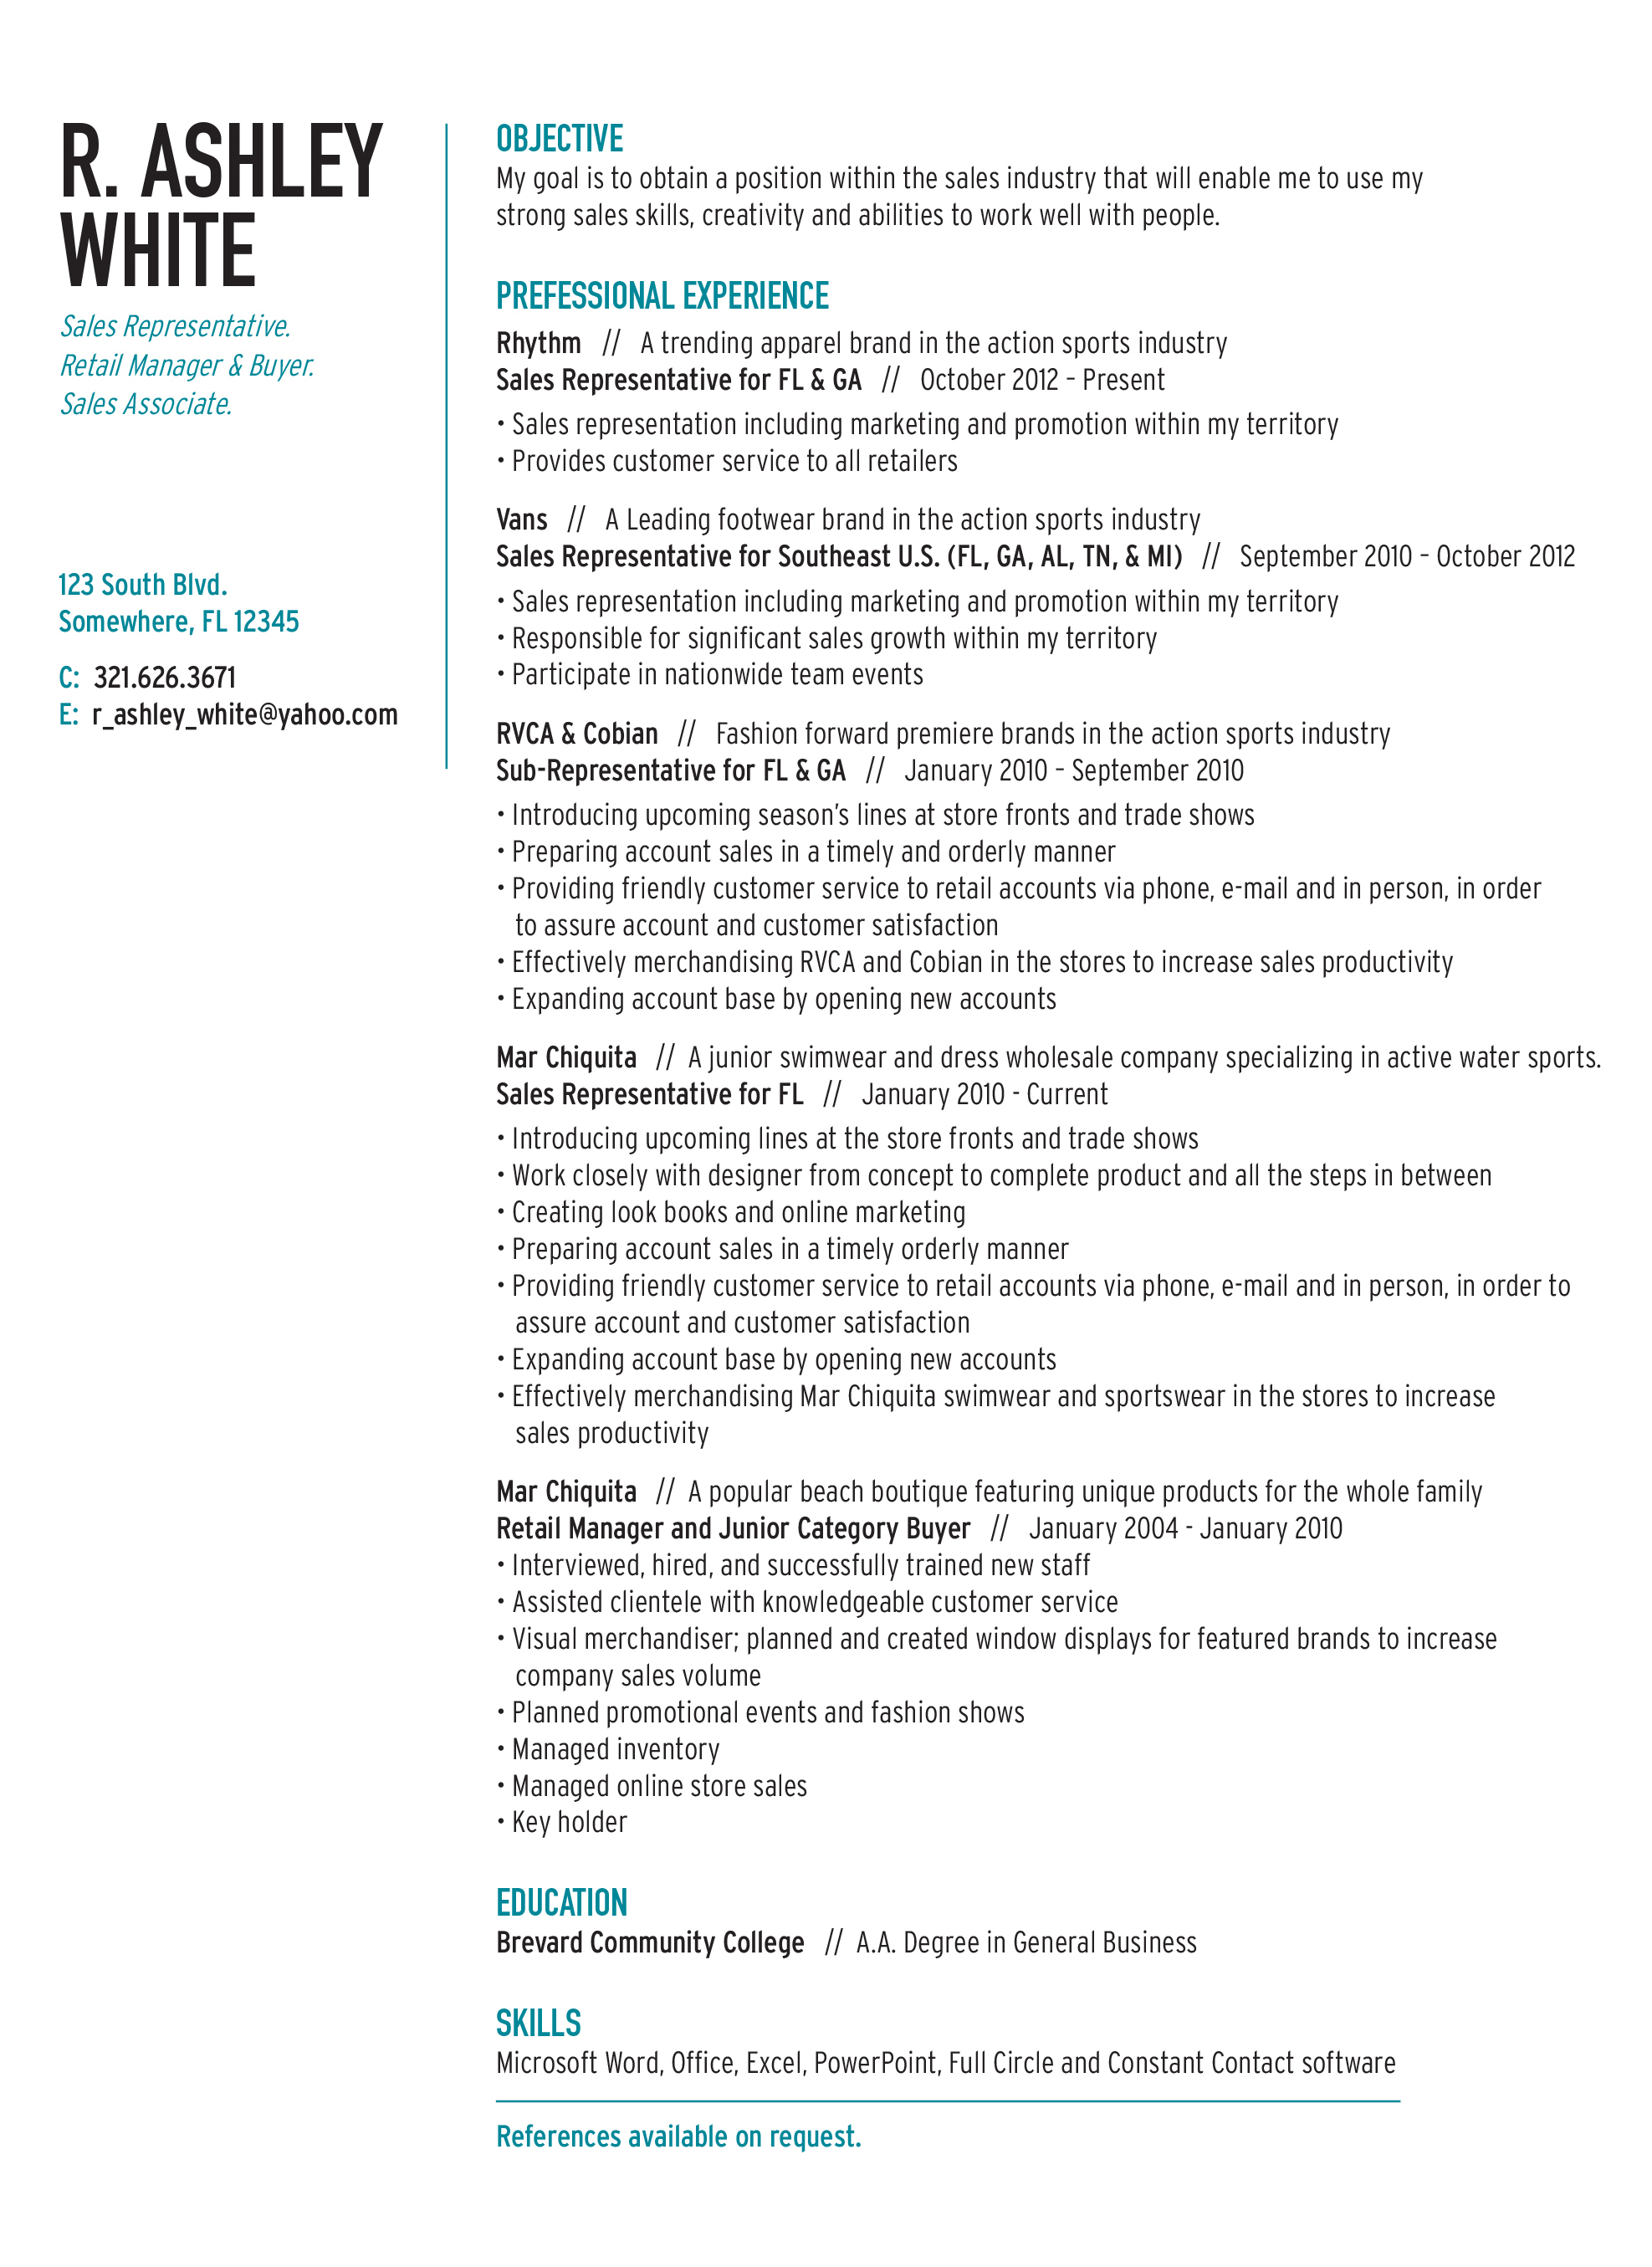 R. ASHLEY
WHITE
Sales Representative.
Retail Manager & Buyer.
Sales Associate.
123 South Blvd.
Somewhere, FL 12345
C: 321.626.3671
E: r_ashley_white@yahoo.com
OBJECTIVE
My goal is to obtain a position within the sales industry that will enable me to use my
strong sales skills, creativity and abilities to work well with people.
PREFESSIONAL EXPERIENCE
Rhythm // A trending apparel brand in the action sports industry
Sales Representative for FL & GA // October 2012 – Present
• Sales representation including marketing and promotion within my territory
• Provides customer service to all retailers
Vans // A Leading footwear brand in the action sports industry
Sales Representative for Southeast U.S. (FL, GA, AL, TN, & MI) // September 2010 – October 2012
• Sales representation including marketing and promotion within my territory
• Responsible for significant sales growth within my territory
• Participate in nationwide team events
RVCA & Cobian // Fashion forward premiere brands in the action sports industry
Sub-Representative for FL & GA // January 2010 – September 2010
• Introducing upcoming season's lines at store fronts and trade shows
• Preparing account sales in a timely and orderly manner
• Providing friendly customer service to retail accounts via phone, e-mail and in person, in order
to assure account and customer satisfaction
• Effectively merchandising RVCA and Cobian in the stores to increase sales productivity
• Expanding account base by opening new accounts
Mar Chiquita // A junior swimwear and dress wholesale company specializing in active water sports.
Sales Representative for FL // January 2010 - Current
• Introducing upcoming lines at the store fronts and trade shows
• Work closely with designer from concept to complete product and all the steps in between
• Creating look books and online marketing
• Preparing account sales in a timely orderly manner
• Providing friendly customer service to retail accounts via phone, e-mail and in person, in order to
assure account and customer satisfaction
• Expanding account base by opening new accounts
• Effectively merchandising Mar Chiquita swimwear and sportswear in the stores to increase
sales productivity
Mar Chiquita // A popular beach boutique featuring unique products for the whole family
Retail Manager and Junior Category Buyer // January 2004 - January 2010
• Interviewed, hired, and successfully trained new staff
• Assisted clientele with knowledgeable customer service
• Visual merchandiser; planned and created window displays for featured brands to increase
company sales volume
• Planned promotional events and fashion shows
• Managed inventory
• Managed online store sales
• Key holder
EDUCATION
Brevard Community College // A.A. Degree in General Business
SKILLS
Microsoft Word, Office, Excel, PowerPoint, Full Circle and Constant Contact software
References available on request.